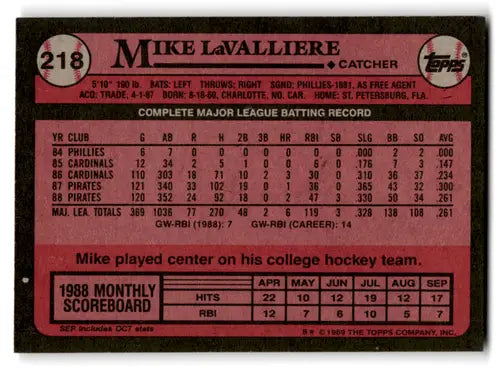 218
MIKE LAVALLIERE
CATCHER
topps
5'10" 190 lb. BATS: LEFT THROWS: RIGHT SGND: PHILLIES-1981, AS FREE AGENT
ACQ: TRADE, 4-1-87 BORN: 8-18-60, CHARLOTTE, NO. CAR. HOME: ST. PETERSBURG, FLA.
COMPLETE MAJOR LEAGUE BATTING RECORD
YR CLUB G AB R H 2B 3B HR RBI SB SLG BB SO AVG
84 PHILLIES 6 7 0 0 0 0 0 0 0 .000 2 2 .000
85 CARDINALS 12 34 2 5 1 0 0 6 0 .176 7 3 .147
86 CARDINALS 110 303 18 71 10 2 3 30 0 .310 36 37 .234
87 PIRATES 121 340 33 102 19 0 1 36 0 .365 43 32 .300
88 PIRATES 120 352 24 92 18 0 2 47 3 .330 50 34 .261
MAJ. LEA. TOTALS 369 1036 77 270 48 2 6 119 3 .328 138 108 .261
GW-RBI (1988): 7 GW-RBI (CAREER): 14
Mike played center on his college hockey team.
1988 MONTHLY SCOREBOARD
APR MAY JUN JUL AUG SEP
HITS 22 10 12 19 12 17
RBI 12 7 6 10 5 7
SEP includes OCT stats
B* © 1989 THE TOPPS COMPANY, INC.